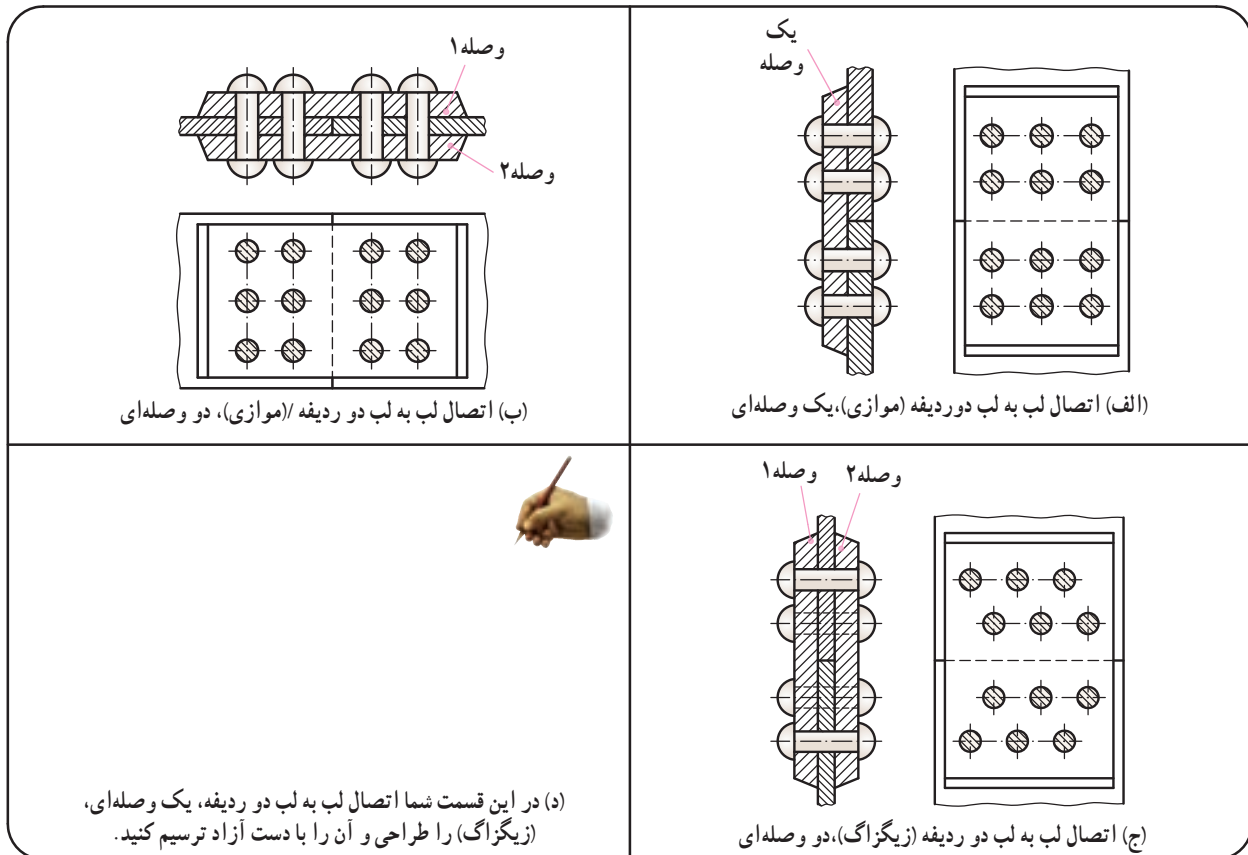 یک
وصله
(الف) اتصال لب به لب دوردیفه (موازی)،یک وصله‌ای
وصله۱
وصله۲
(ب) اتصال لب به لب دو ردیفه /(موازی)، دو وصله‌ای
وصله۲
وصله۱
(ج) اتصال لب به لب دو ردیفه (زیگزاگ)،دو وصله‌ای
(د) در این قسمت شما اتصال لب به لب دو ردیفه، یک وصله‌ای،
(زیگزاگ) را طراحی و آن را با دست آزاد ترسیم کنید.